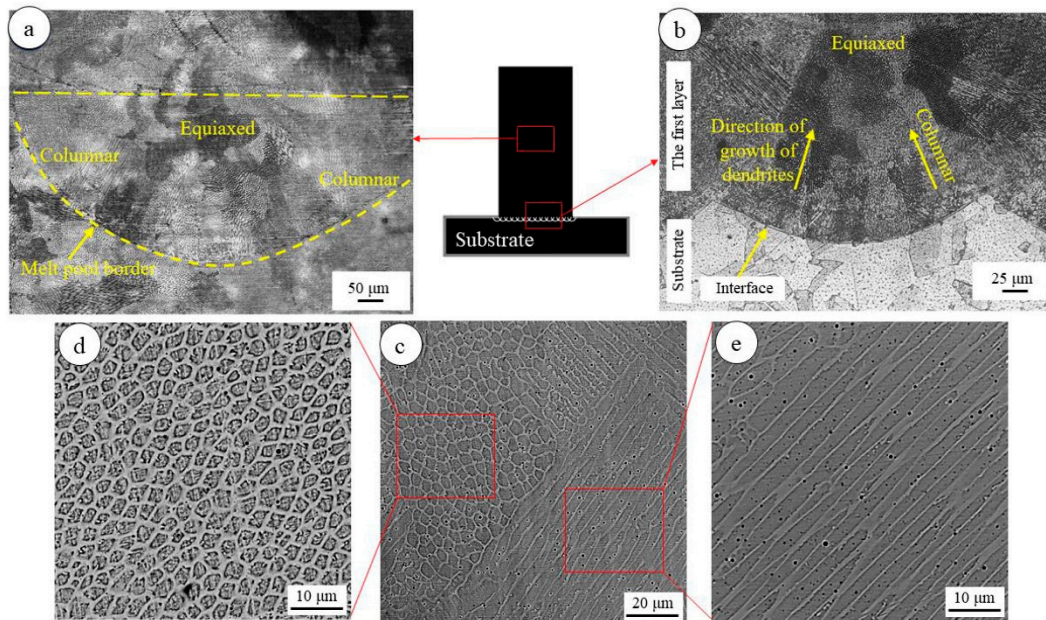 a
Equiaxed
Columnar
Columnar
Melt pool border
50 μm
Substrate
b
Equiaxed
The first layer
Direction of
growth of
dendrites
Columnar
Substrate
Interface
25 μm
d
10 μm
c
20 μm
e
10 μm